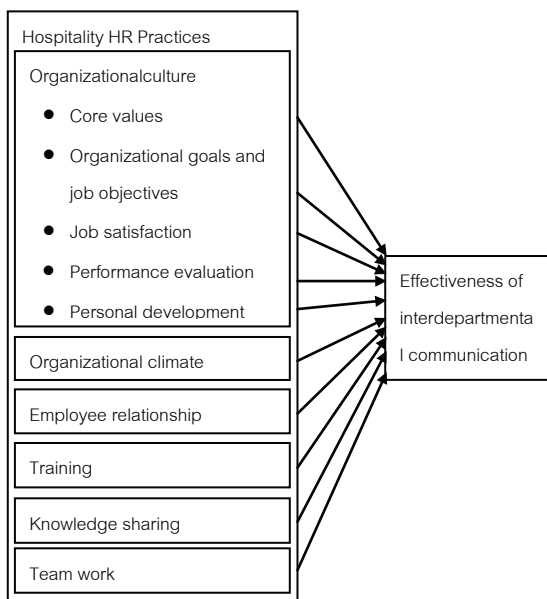 Hospitality HR Practices
Organizationalculture
● Core values
● Organizational goals and
job objectives
● Job satisfaction
● Performance evaluation
● Personal development
Organizational climate
Employee relationship
Training
Knowledge sharing
Team work
Effectiveness of
interdepartmenta
l communication